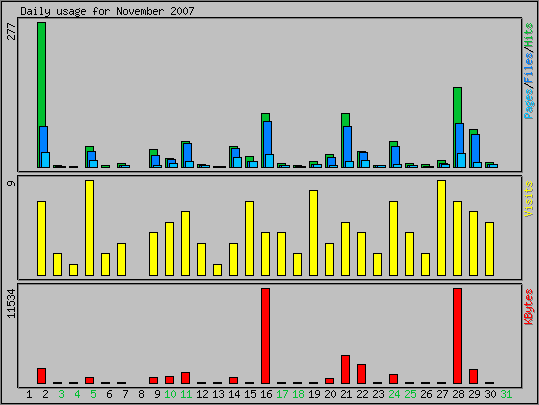 Daily usage for November 2007
277
Pages/Files/Hits
9
Visits
11534
KBytes
1 2 3 4 5 6 7 8 9 10 11 12 13 14 15 16 17 18 19 20 21 22 23 24 25 26 27 28 29 30 31